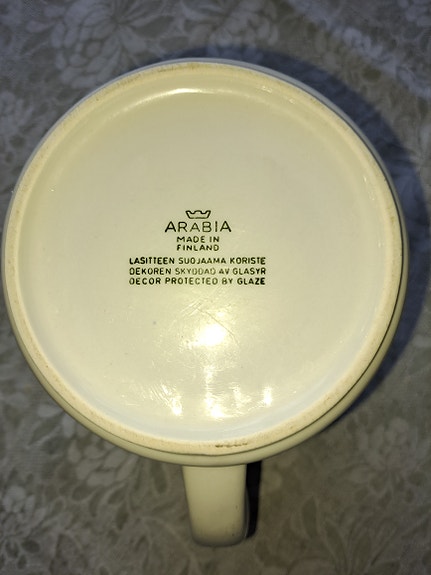 ARABIA
MADE IN
FINLAND
LASITTEEN SUOJAAMA KORISTE
DEKOREN SKYDDAD AV GLASYR
DECOR PROTECTED BY GLAZE